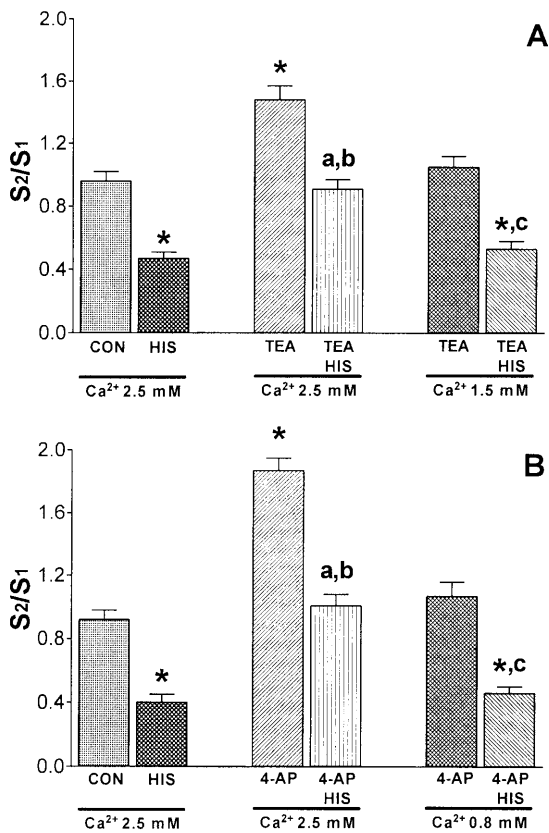 A
2.0
1.6
1.2
0.8
0.4
0.0
S2/S1
*
*
a,b
*,c
CON HIS TEA TEA TEA TEA
HIS HIS
Ca²⁺ 2.5 mM Ca²⁺ 2.5 mM Ca²⁺ 1.5 mM
B
2.0
1.6
1.2
0.8
0.4
0.0
S2/S1
*
*
a,b
*,c
CON HIS 4-AP 4-AP 4-AP 4-AP
HIS HIS
Ca²⁺ 2.5 mM Ca²⁺ 2.5 mM Ca²⁺ 0.8 mM